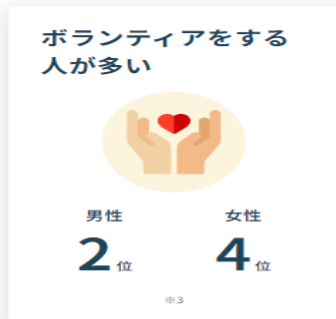 ボランティアをする
人が多い
男性 女性
2位 4位
※3